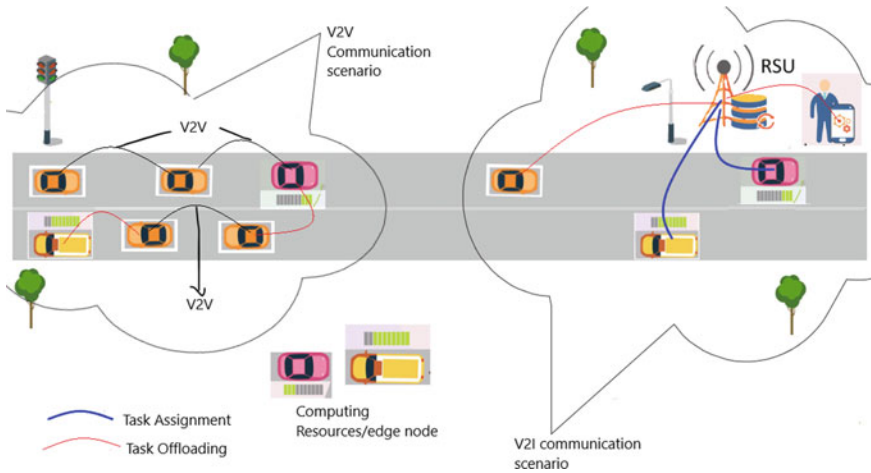 V2V
Communication
scenario
RSU
V2V
V2V
Computing
Resources/edge node
Task Assignment
Task Offloading
V2I communication
scenario